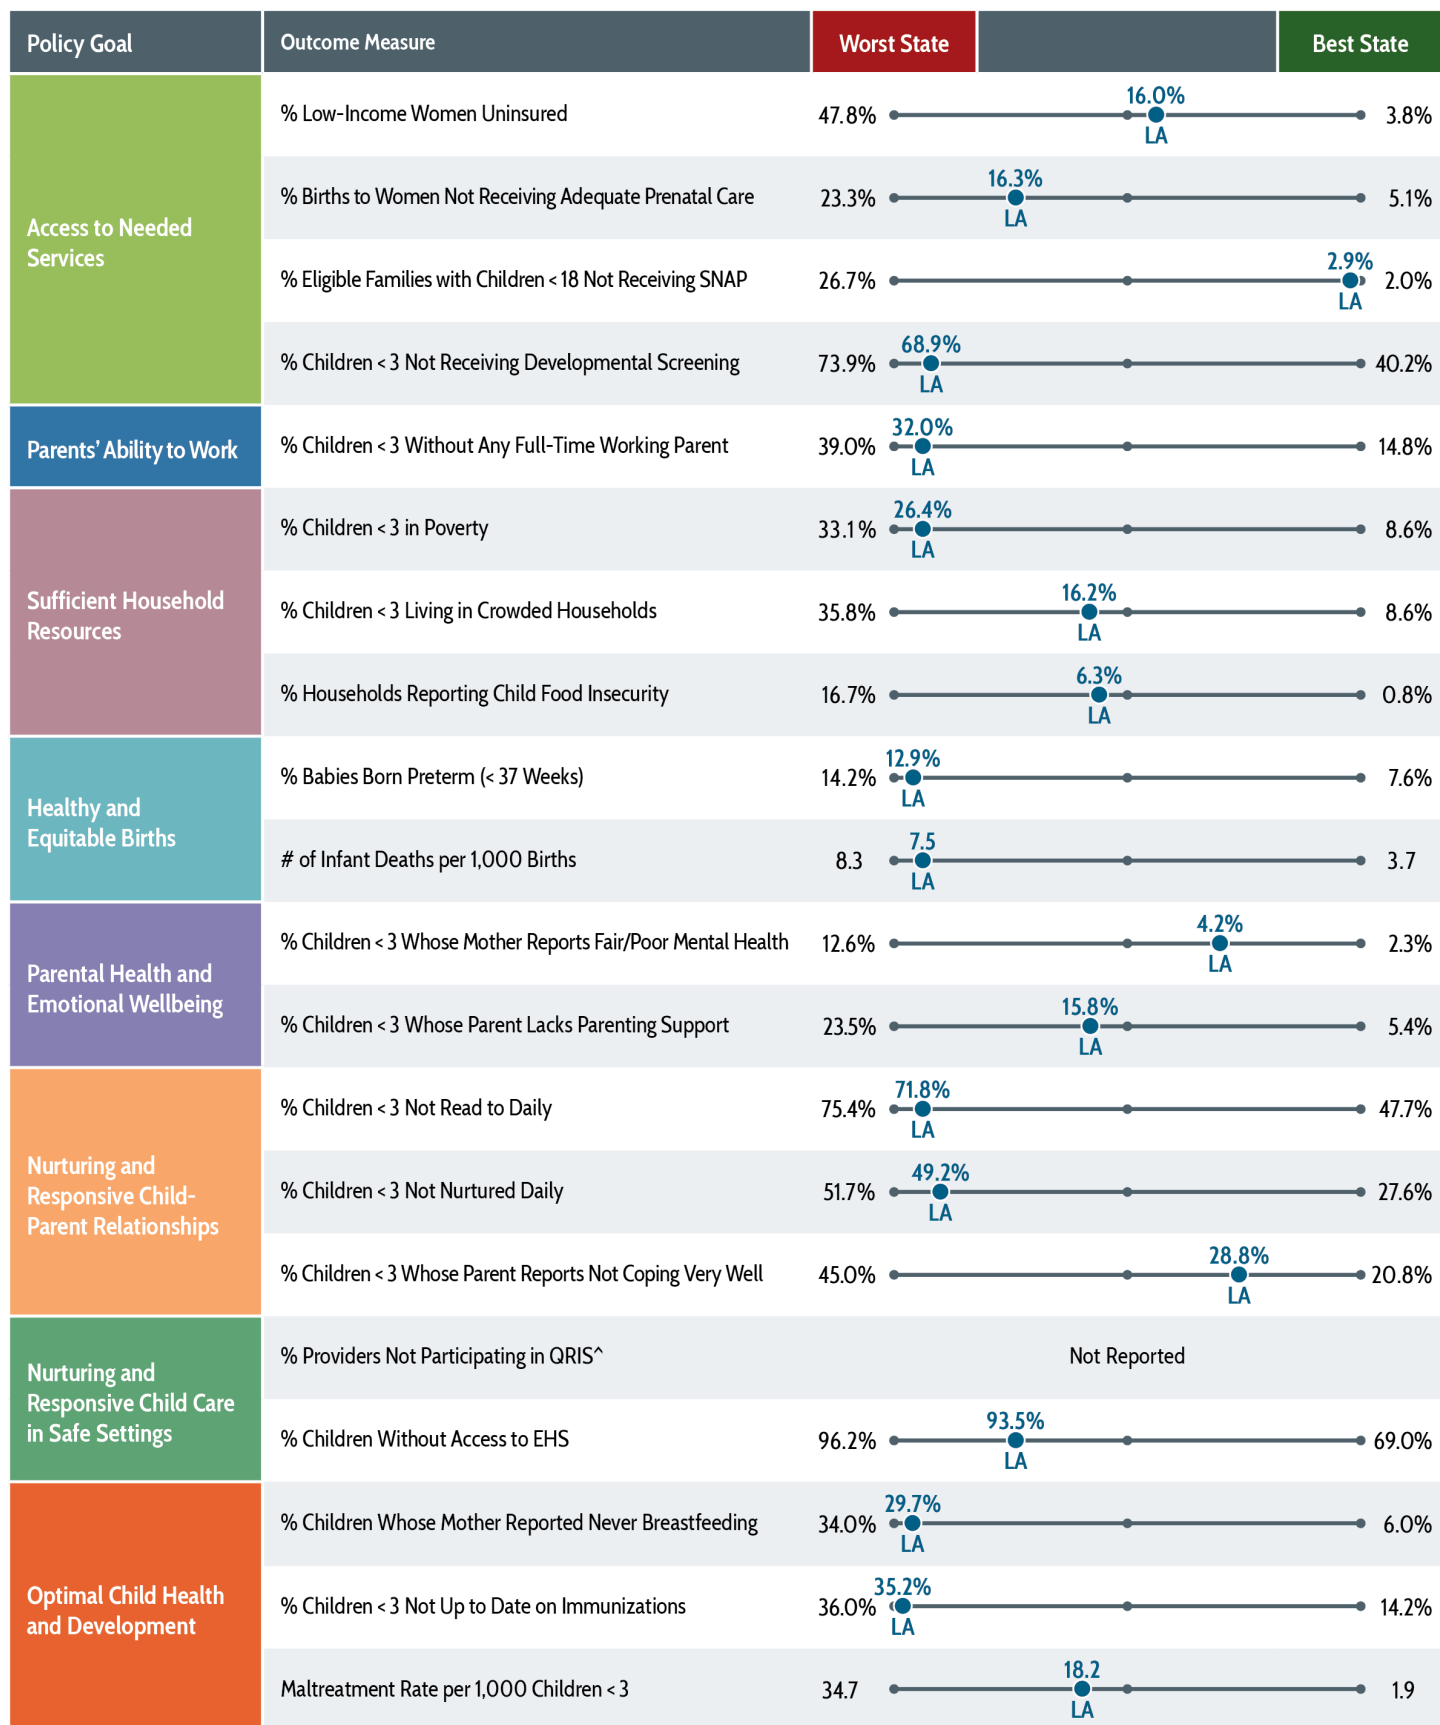 Policy Goal
Outcome Measure
Worst State
Best State
Access to Needed
Services
% Low-Income Women Uninsured
47.8%
16.0%
LA
3.8%
% Births to Women Not Receiving Adequate Prenatal Care
23.3%
16.3%
LA
5.1%
% Eligible Families with Children < 18 Not Receiving SNAP
26.7%
2.9%
LA
2.0%
% Children < 3 Not Receiving Developmental Screening
73.9%
68.9%
LA
40.2%
Parents' Ability to Work
% Children < 3 Without Any Full-Time Working Parent
39.0%
32.0%
LA
14.8%
Sufficient Household
Resources
% Children < 3 in Poverty
33.1%
26.4%
LA
8.6%
% Children < 3 Living in Crowded Households
35.8%
16.2%
LA
8.6%
% Households Reporting Child Food Insecurity
16.7%
6.3%
LA
0.8%
Healthy and
Equitable Births
% Babies Born Preterm (< 37 Weeks)
14.2%
12.9%
LA
7.6%
# of Infant Deaths per 1,000 Births
8.3
7.5
LA
3.7
Parental Health and
Emotional Wellbeing
% Children < 3 Whose Mother Reports Fair/Poor Mental Health
12.6%
4.2%
LA
2.3%
% Children < 3 Whose Parent Lacks Parenting Support
23.5%
15.8%
LA
5.4%
Nurturing and
Responsive Child-
Parent Relationships
% Children < 3 Not Read to Daily
75.4%
71.8%
LA
47.7%
% Children < 3 Not Nurtured Daily
51.7%
49.2%
LA
27.6%
% Children < 3 Whose Parent Reports Not Coping Very Well
45.0%
28.8%
LA
20.8%
Nurturing and
Responsive Child Care
in Safe Settings
% Providers Not Participating in QRIS^
Not Reported
% Children Without Access to EHS
96.2%
93.5%
LA
69.0%
Optimal Child Health
and Development
% Children Whose Mother Reported Never Breastfeeding
34.0%
29.7%
LA
6.0%
% Children < 3 Not Up to Date on Immunizations
36.0%
35.2%
LA
14.2%
Maltreatment Rate per 1,000 Children < 3
34.7
18.2
LA
1.9